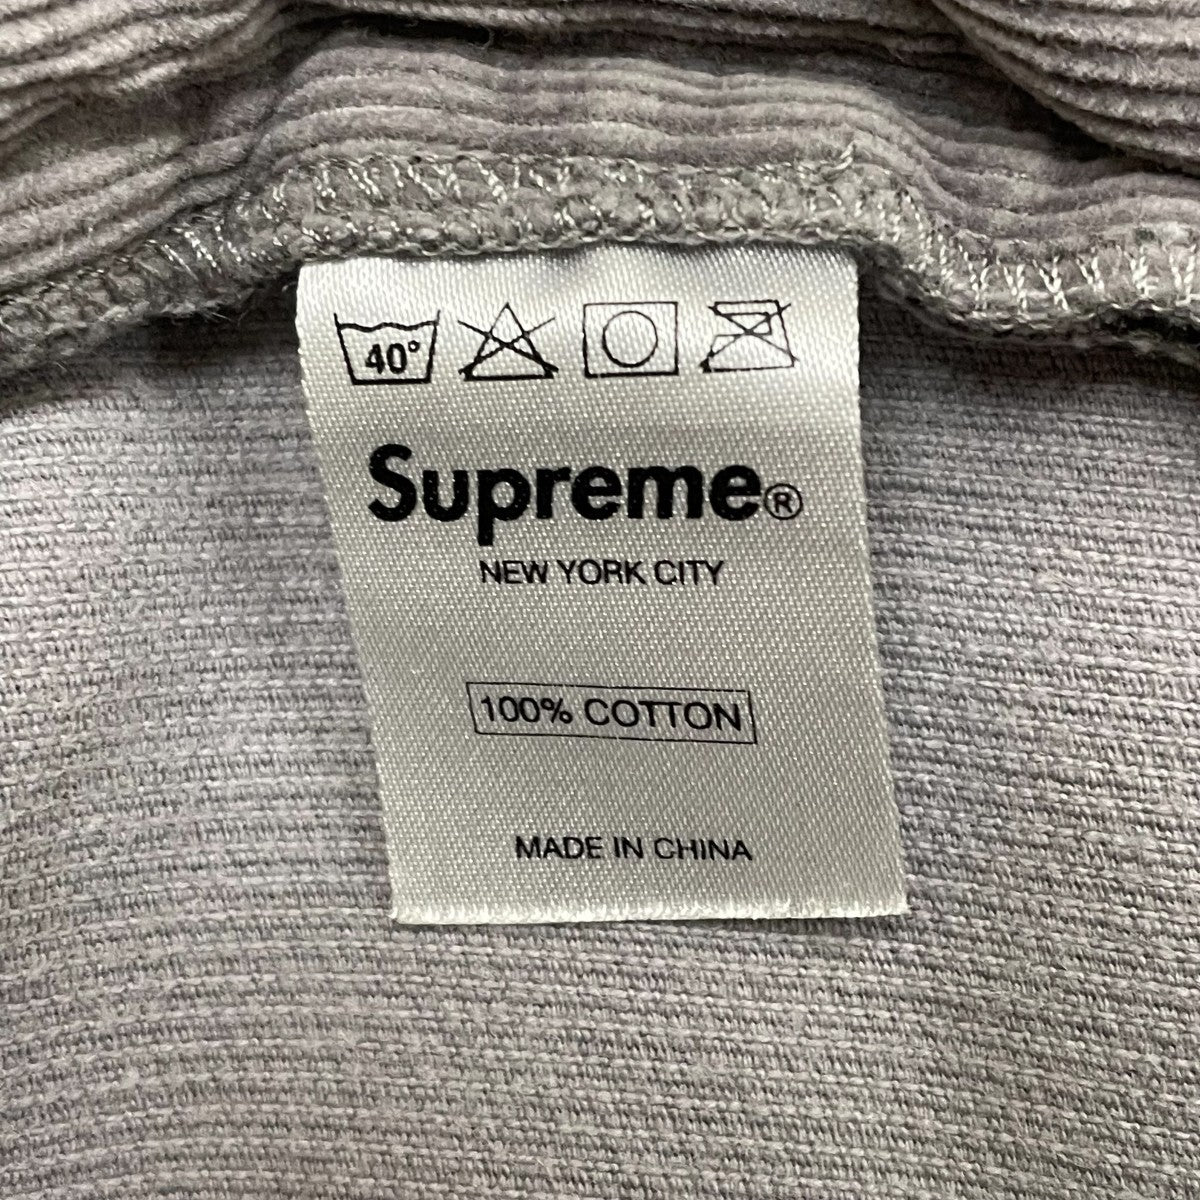 40°
Supreme®
NEW YORK CITY
100% COTTON
MADE IN CHINA